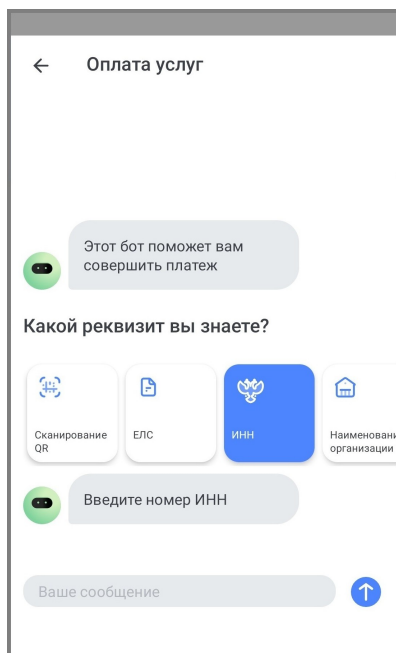 Оплата услуг
Этот бот поможет вам
совершить платеж
Какой реквизит вы знаете?
Сканирование
QR
ЕЛС
ИНН
Наименовани
организации
Введите номер ИНН
Ваше сообщение